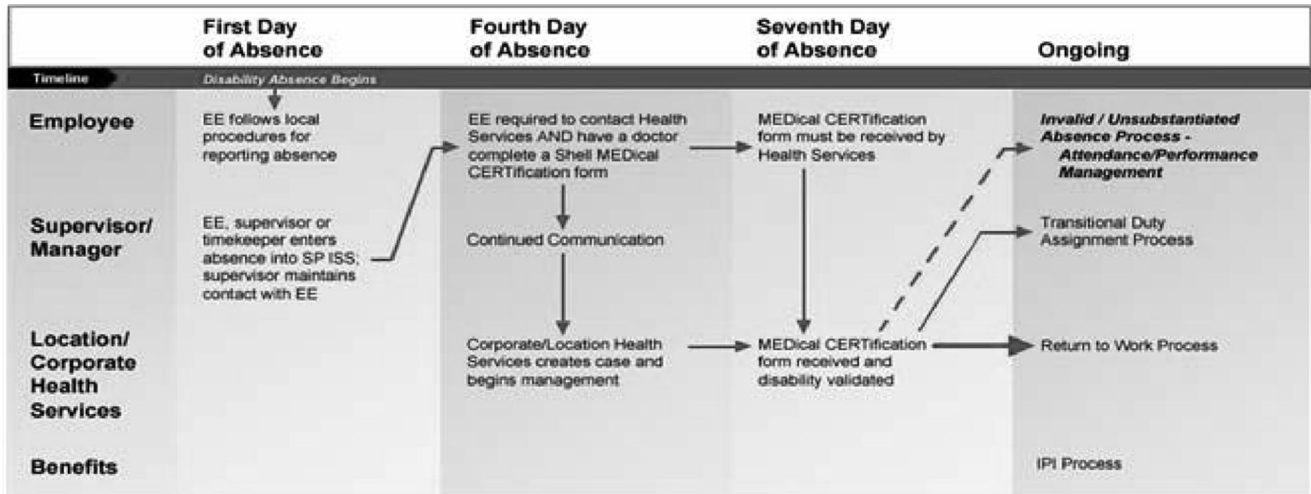 First Day
of Absence
Fourth Day
of Absence
Seventh Day
of Absence
Ongoing
Timeline
Disability Absence Begins
Employee
EE follows local
procedures for
reporting absence
EE required to contact Health
Services AND have a doctor
complete a Shell MEDical
CERTification form
MEDical CERTification
form must be received by
Health Services
Invalid / Unsubstantiated
Absence Process -
Attendance/Performance
Management
Supervisor/
Manager
EE, supervisor or
timekeeper enters
absence into SP ISS;
supervisor maintains
contact with EE
Continued Communication
Transitional Duty
Assignment Process
Location/
Corporate
Health
Services
Corporate/Location Health
Services creates case and
begins management
MEDical CERTification
form received and
disability validated
Return to Work Process
Benefits
IPI Process